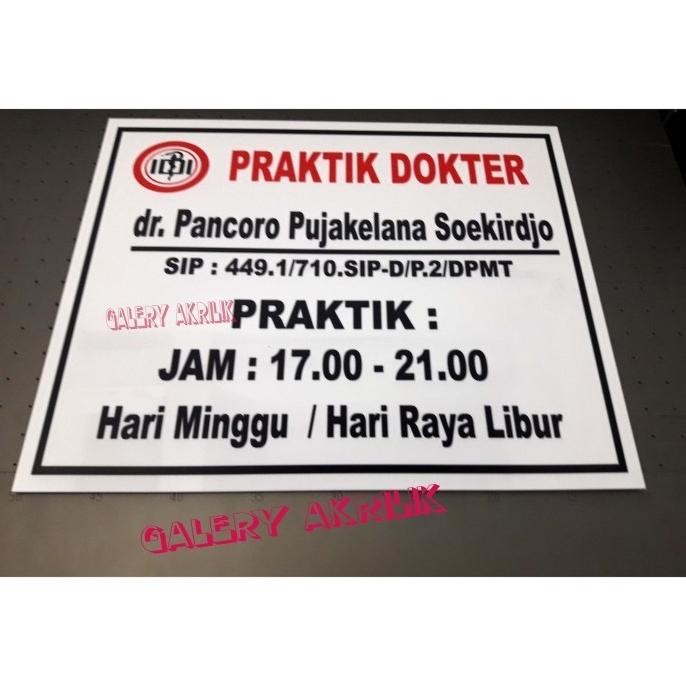 IDI PRAKTIK DOKTER
dr. Pancoro Pujakelana Soekirdjo
SIP : 449.1/710.SIP-D/P.2/DPMT
GALERY AKRILIK
PRAKTIK :
JAM : 17.00 - 21.00
Hari Minggu / Hari Raya Libur
GALERY AKRILIK